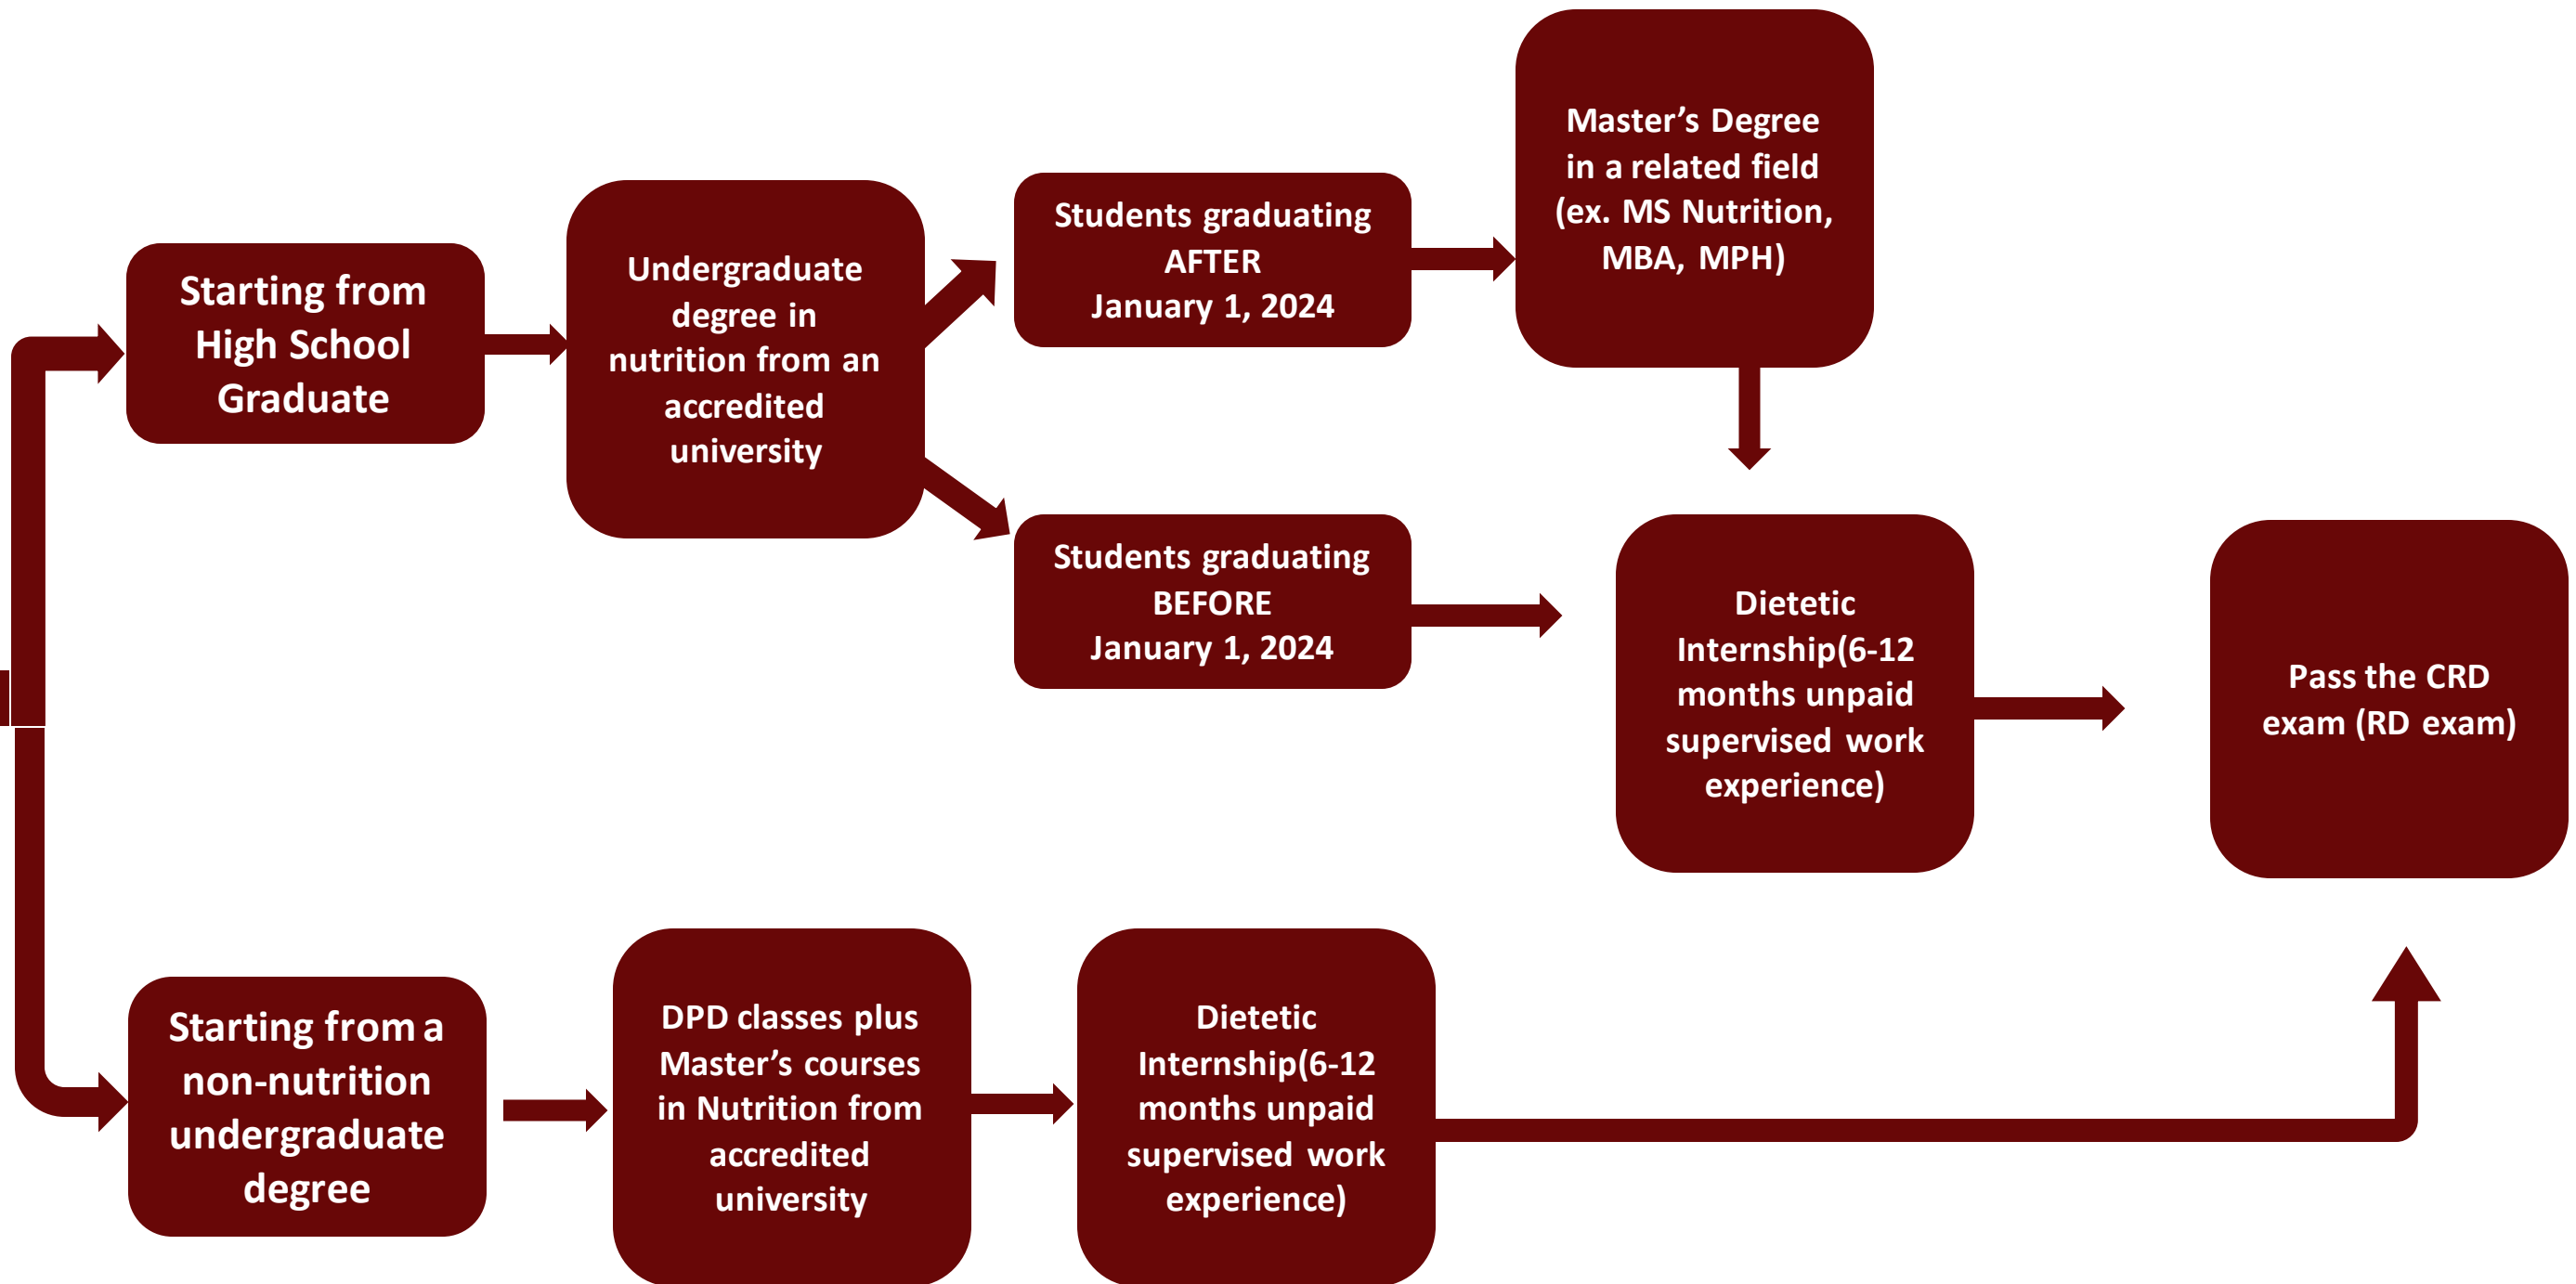 Starting from
High School
Graduate
Undergraduate
degree in
nutrition from an
accredited
university
Students graduating
AFTER
January 1, 2024
Master’s Degree
in a related field
(ex. MS Nutrition,
MBA, MPH)
Students graduating
BEFORE
January 1, 2024
Dietetic
Internship(6-12
months unpaid
supervised work
experience)
Pass the CRD
exam (RD exam)
Starting from a
non-nutrition
undergraduate
degree
DPD classes plus
Master’s courses
in Nutrition from
accredited
university
Dietetic
Internship(6-12
months unpaid
supervised work
experience)